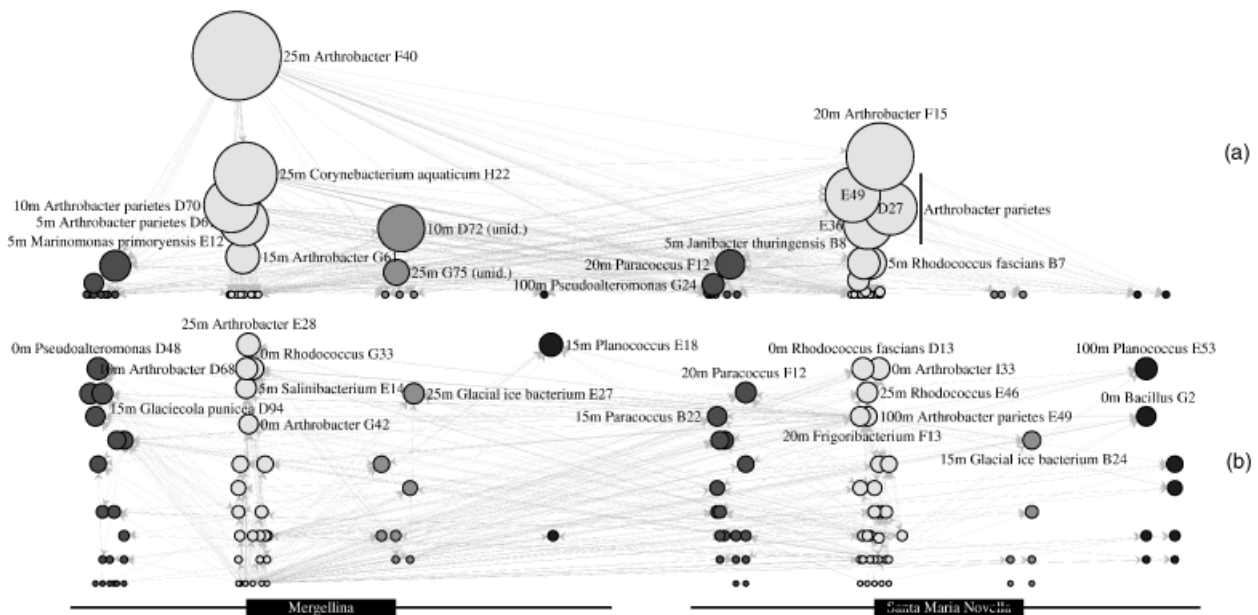 25m Arthrobacter F40
20m Arthrobacter F15
(a)
25m Corynebacterium aquaticum H22
E49
10m Arthrobacter parietes D70
D27
Arthrobacter parietes
5m Arthrobacter parietes D6
E36
10m D72 (unid.)
5m Marinomonas primoryensis E12
5m Janibacter thuringensis B8
15m Arthrobacter G61
20m Paracoccus F12
5m Rhodococcus fascians B7
25m G75 (unid.)
100m Pseudoalteromonas G24
25m Arthrobacter E28
0m Pseudoalteromonas D48
15m Planococcus E18
0m Rhodococcus fascians D13
100m Planococcus E53
0m Rhodococcus G33
10m Arthrobacter D68
20m Paracoccus F12
0m Arthrobacter I33
5m Salinibacterium E14
25m Glacial ice bacterium E27
25m Rhodococcus E46
0m Bacillus G2
15m Glaciecola punicea D94
15m Paracoccus B22
100m Arthrobacter parietes E49
0m Arthrobacter G42
20m Frigoribacterium F13
15m Glacial ice bacterium B24
(b)
Mergellina
Santa Maria Novella